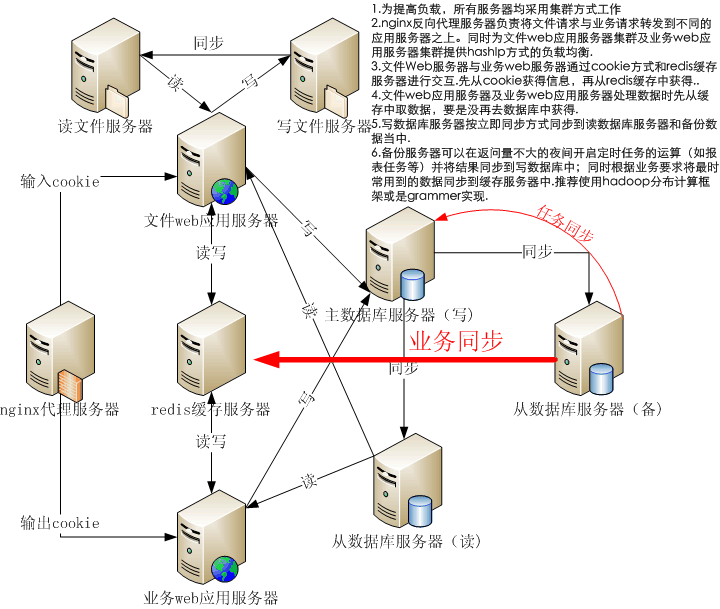 1.为提高负载，所有服务器均采用集群方式工作
2.nginx反向代理服务器负责将文件请求与业务请求转发到不同的
应用服务器之上。同时为文件web应用服务器集群及业务web应
用服务器集群提供hashIp方式的负载均衡.
3.文件Web服务器与业务web服务器通过cookie方式和redis缓存
服务器进行交互.先从cookie获得信息，再从redis缓存中获得..
4.文件web应用服务器及业务web应用服务器处理数据时先从缓
存中取数据，要是没再去数据库中获得.
5.写数据库服务器按立即同步方式同步到读数据库服务器和备份数
据当中.
6.备份服务器可以在返问量不大的夜间开启定时任务的运算（如报
表任务等）并将结果同步到写数据库中；同时根据业务要求将最时
常用到的数据同步到缓存服务器中.推荐使用hadoop分布计算框
架或是grammer实现.
同步
读
写
读文件服务器
写文件服务器
输入cookie
文件web应用服务器
写
任务同步
读写
同步
读
主数据库服务器（写）
业务同步
同步
nginx代理服务器
redis缓存服务器
写
从数据库服务器（备）
读写
读
输出cookie
从数据库服务器（读）
业务web应用服务器